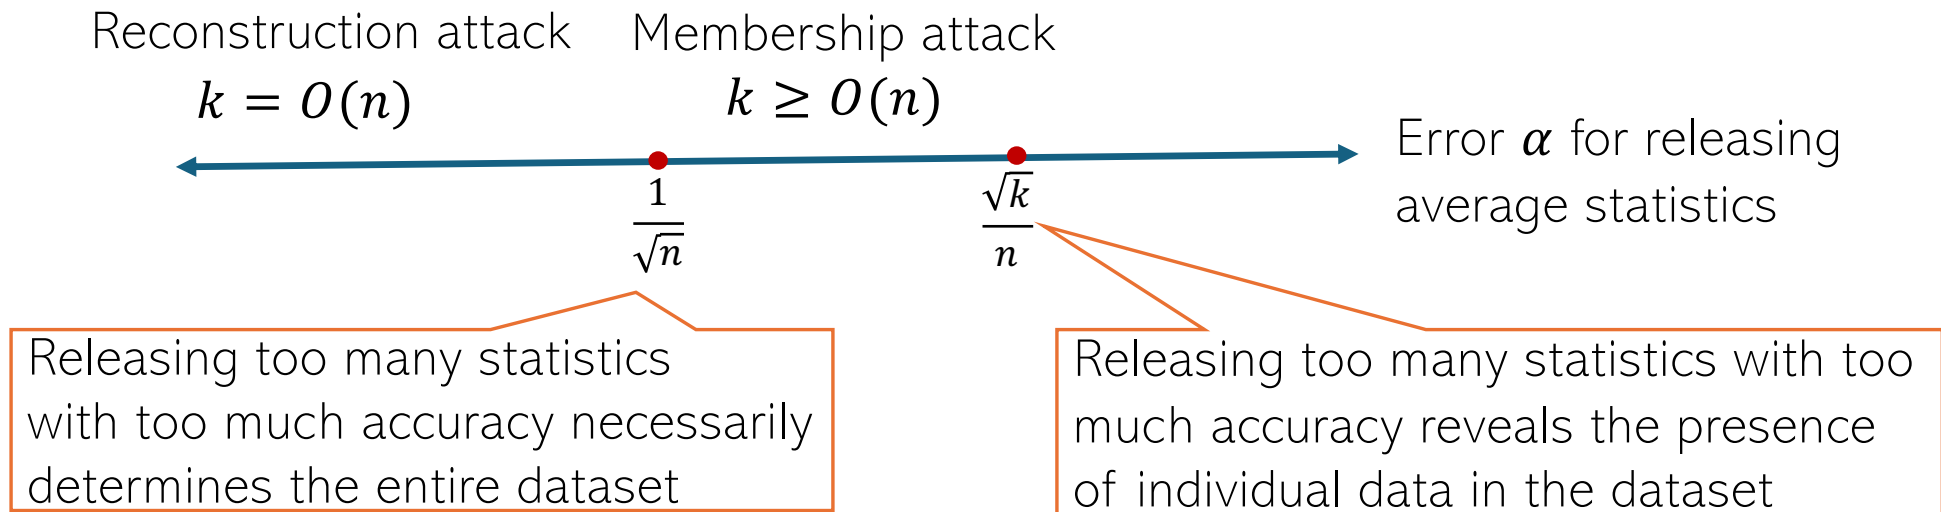 Reconstruction attack
k = O(n)
Membership attack
k ≥ O(n)
Error α for releasing
average statistics
1/√n
√k/n
Releasing too many statistics
with too much accuracy necessarily
determines the entire dataset
Releasing too many statistics with too
much accuracy reveals the presence
of individual data in the dataset